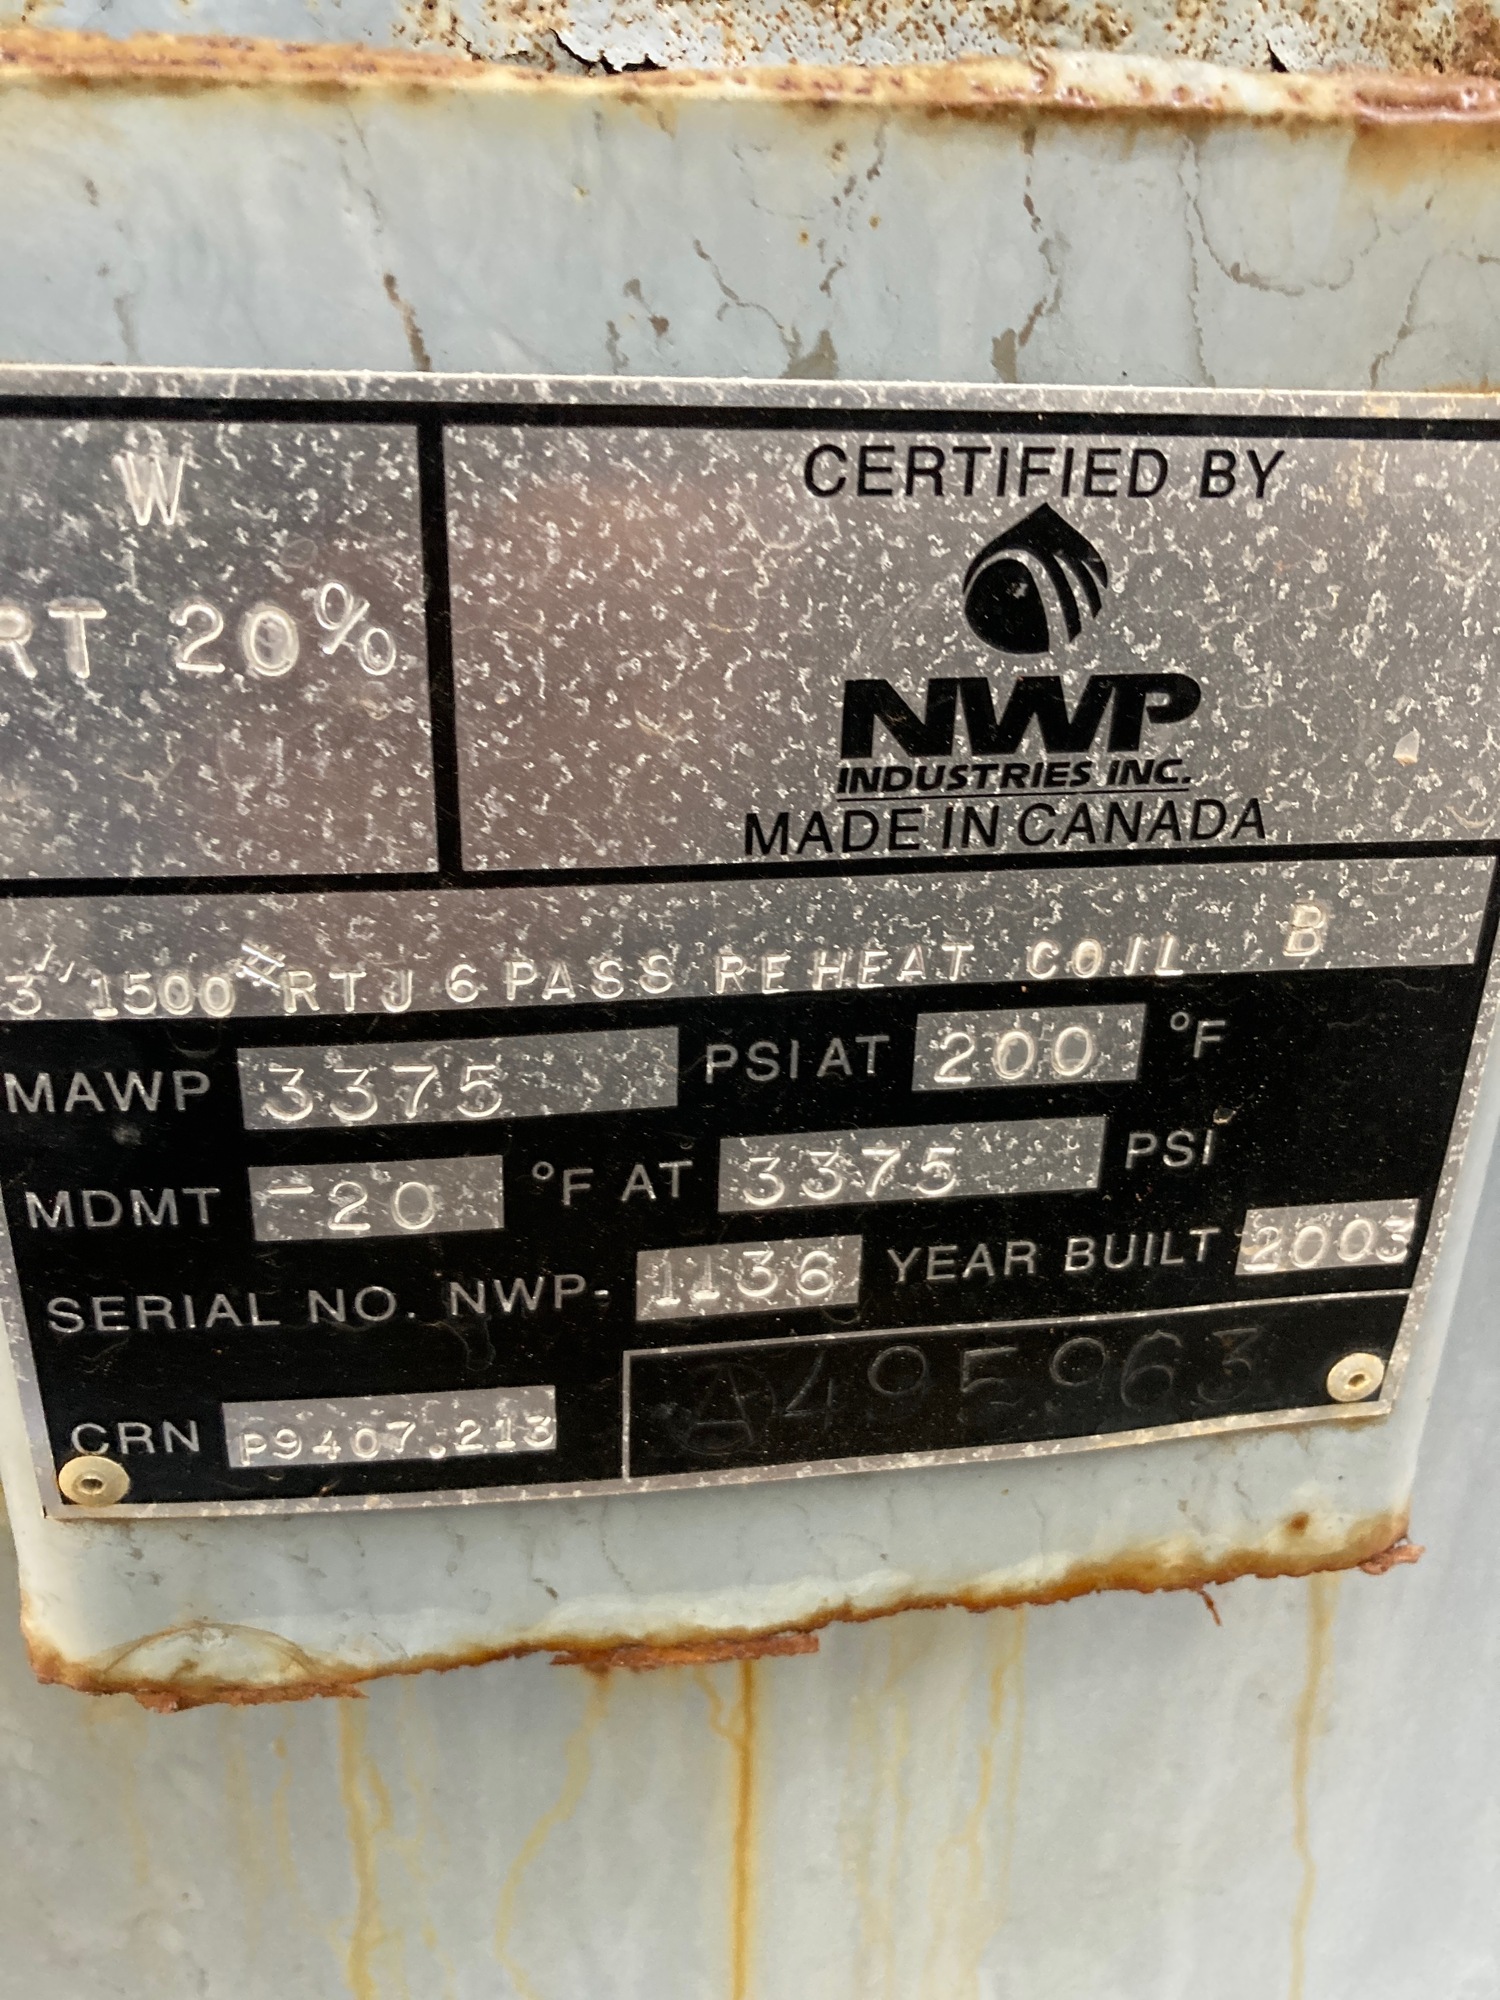 W
RT 20%
CERTIFIED BY
NWP
INDUSTRIES INC.
MADE IN CANADA
3" 1500# RTJ 6 PASS REHEAT COIL B
MAWP 3375 PSI AT 200 °F
MDMT -20 °F AT 3375 PSI
SERIAL NO. NWP- 1136 YEAR BUILT 2003
CRN P9407.213
A495963